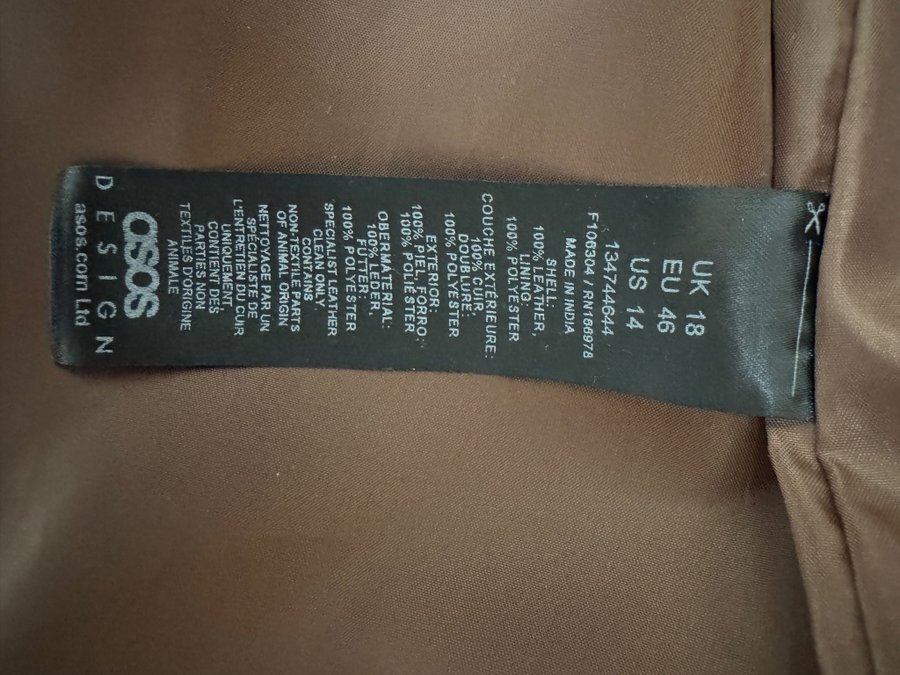 UK 18
EU 46
US 14
134744644
F106304 / RN156978
MADE IN INDIA
SHELL:
100% LEATHER,
LINING:
100% POLYESTER
COUCHE EXTÉRIEURE:
100% CUIR,
DOUBLURE:
100% POLYESTER
EXTERIOR:
100% PIEL, FORRO:
100% POLIÉSTER
OBERMATERIAL:
100% LEDER,
FUTTER:
100% POLYESTER
SPECIALIST LEATHER
CLEAN ONLY
CONTAINS
NON-TEXTILE PARTS
OF ANIMAL ORIGIN
NETTOYAGE PAR UN
SPÉCIALISTE DE
L'ENTRETIEN DU CUIR
UNIQUEMENT
CONTIENT DES
PARTIES NON
TEXTILES D'ORIGINE
ANIMALE
asos
DESIGN
asos.com Ltd